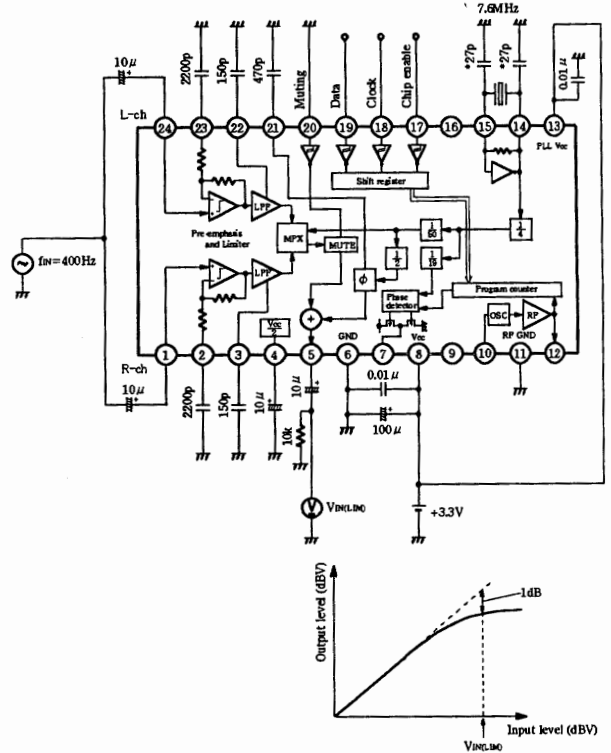 7.6MHz
10μ
2200p
150p
470p
Muting
Data
Clock
Chip enable
*27p
*27p
0.01μ
L-ch
24
23
22
21
20
19
18
17
16
15
14
13
PLL Vcc
Shift register
LPF
Pre-emphasis
and Limiter
MPX
MUTE
1/50
1/4
1/2
1/19
φ
fIN=400Hz
LPF
Phase
detector
Program counter
Vcc/2
+
GND
Vcc
OSC
RF
RF GND
R-ch
1
2
3
4
5
6
7
8
9
10
11
12
10μ
2200p
150p
10μ
10μ
10k
0.01μ
100μ
V
VIN(LIM)
+3.3V
Output level (dBV)
-1dB
Input level (dBV)
VIN(LIM)